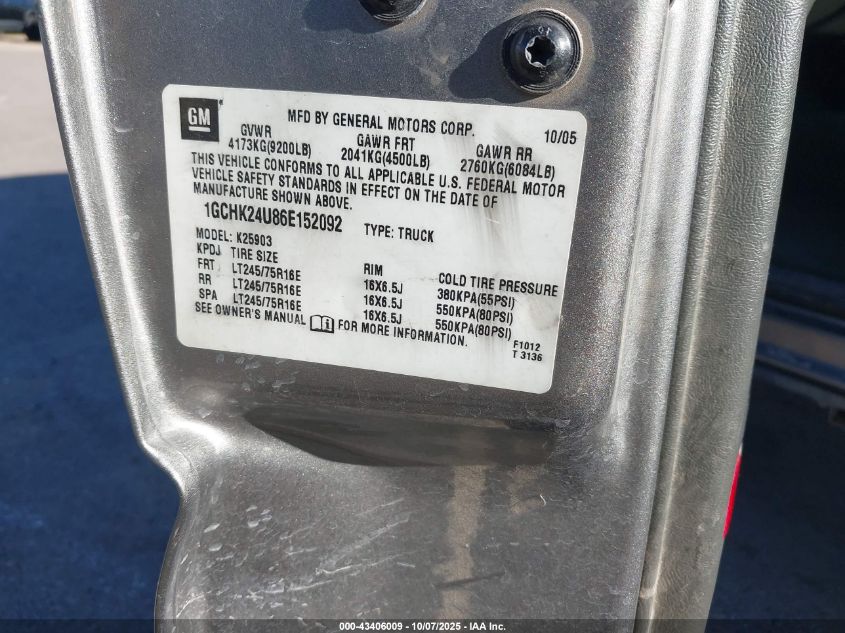 GM
MFD BY GENERAL MOTORS CORP. 10/05
GVWR GAWR FRT GAWR RR
4173KG(9200LB) 2041KG(4500LB) 2760KG(6084LB)
THIS VEHICLE CONFORMS TO ALL APPLICABLE U.S. FEDERAL MOTOR
VEHICLE SAFETY STANDARDS IN EFFECT ON THE DATE OF
MANUFACTURE SHOWN ABOVE.
1GCHK24U86E152092 TYPE: TRUCK
MODEL: K25903
KPDJ TIRE SIZE RIM COLD TIRE PRESSURE
FRT LT245/75R16E 16X6.5J 380KPA(55PSI)
RR LT245/75R16E 16X6.5J 550KPA(80PSI)
SPA LT245/75R16E 16X6.5J 550KPA(80PSI)
SEE OWNER'S MANUAL FOR MORE INFORMATION.
F1012
T 3136
000-43406009 - 10/07/2025 - IAA Inc.